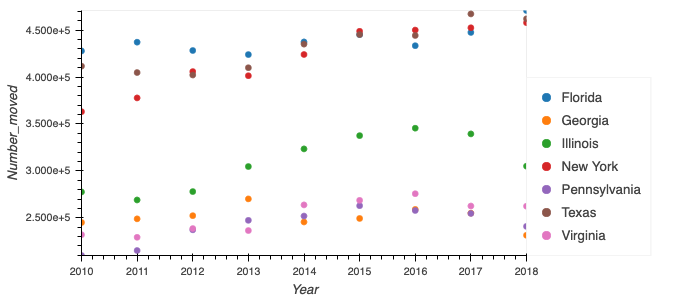 Number_moved
4.500e+5
4.000e+5
3.500e+5
3.000e+5
2.500e+5
2010 2011 2012 2013 2014 2015 2016 2017 2018
Year
Florida
Georgia
Illinois
New York
Pennsylvania
Texas
Virginia